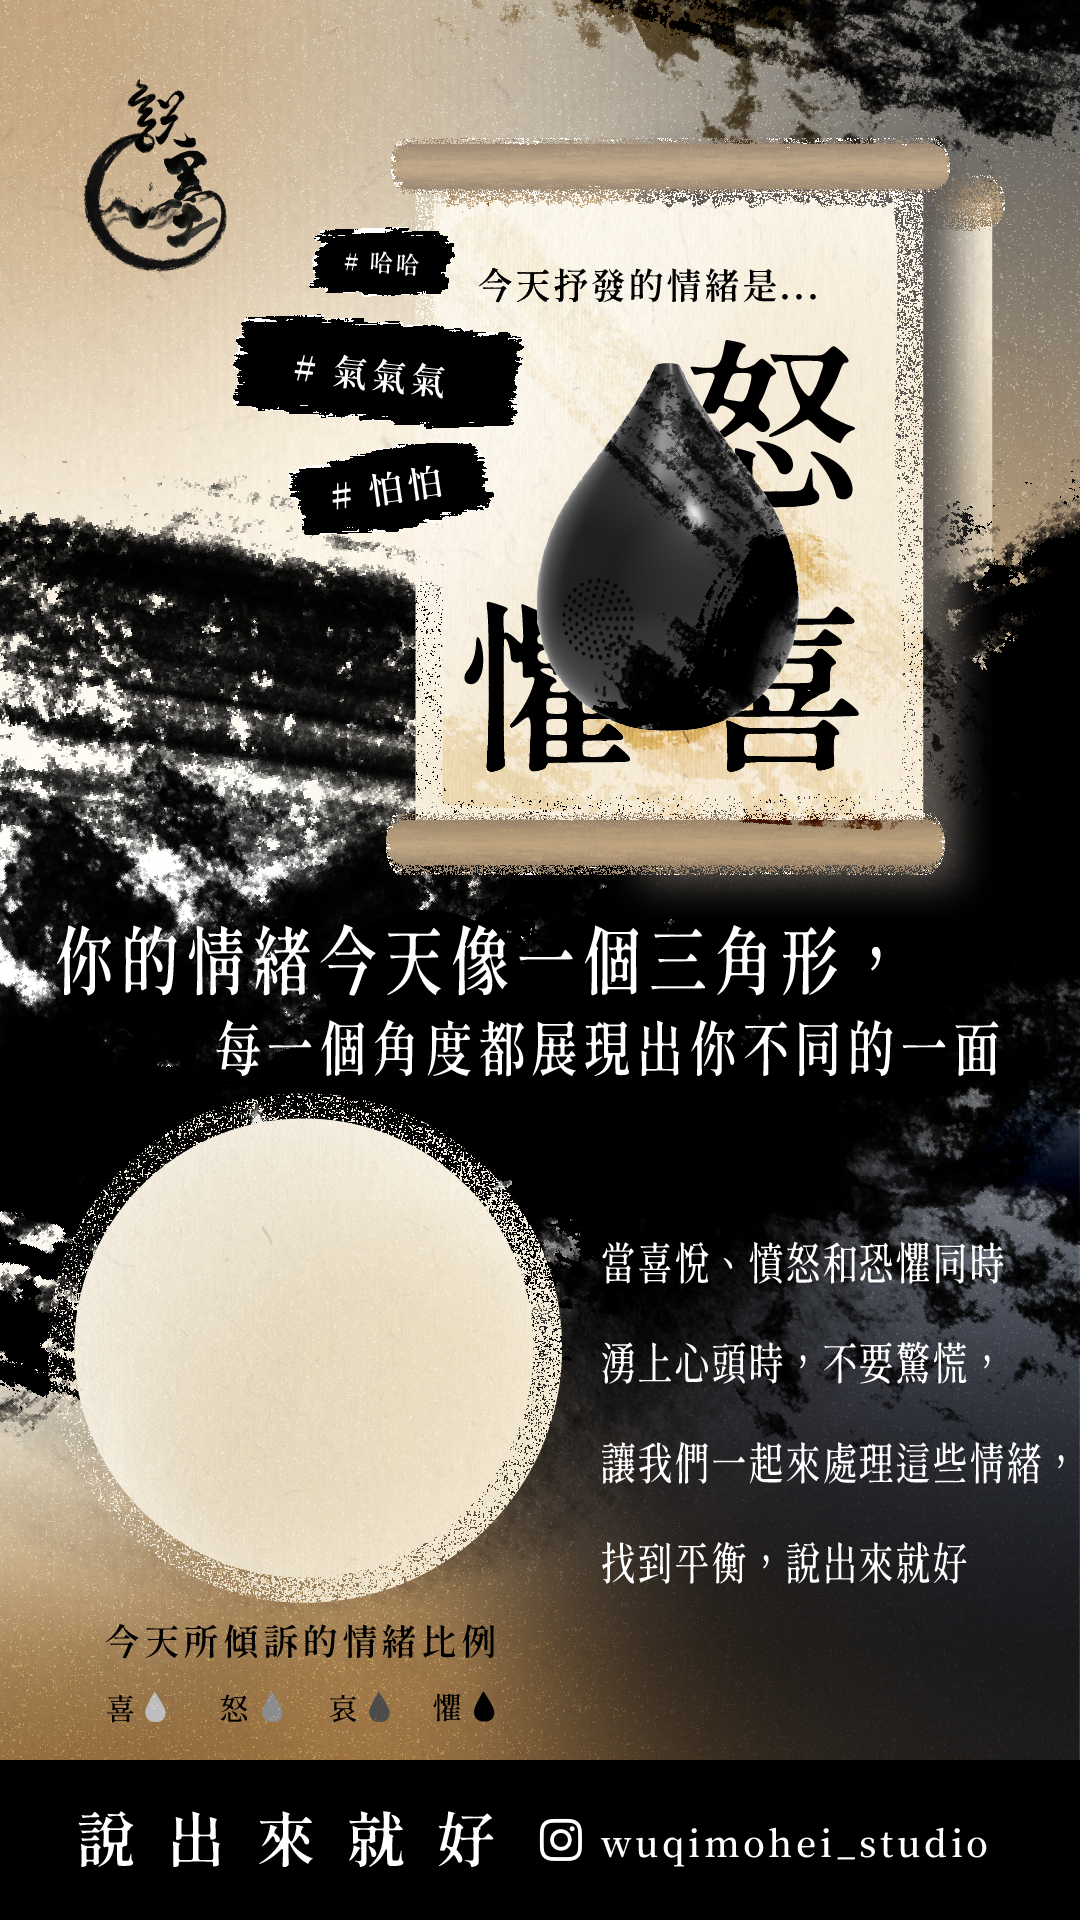 說墨
# 哈哈
# 氣氣氣
# 怕怕
今天抒發的情緒是...
怒
懼 喜
你的情緒今天像一個三角形，
每一個角度都展現出你不同的一面
當喜悅、憤怒和恐懼同時
湧上心頭時，不要驚慌，
讓我們一起來處理這些情緒，
找到平衡，說出來就好
今天所傾訴的情緒比例
喜 怒 哀 懼
說出來就好 wuqimohei_studio